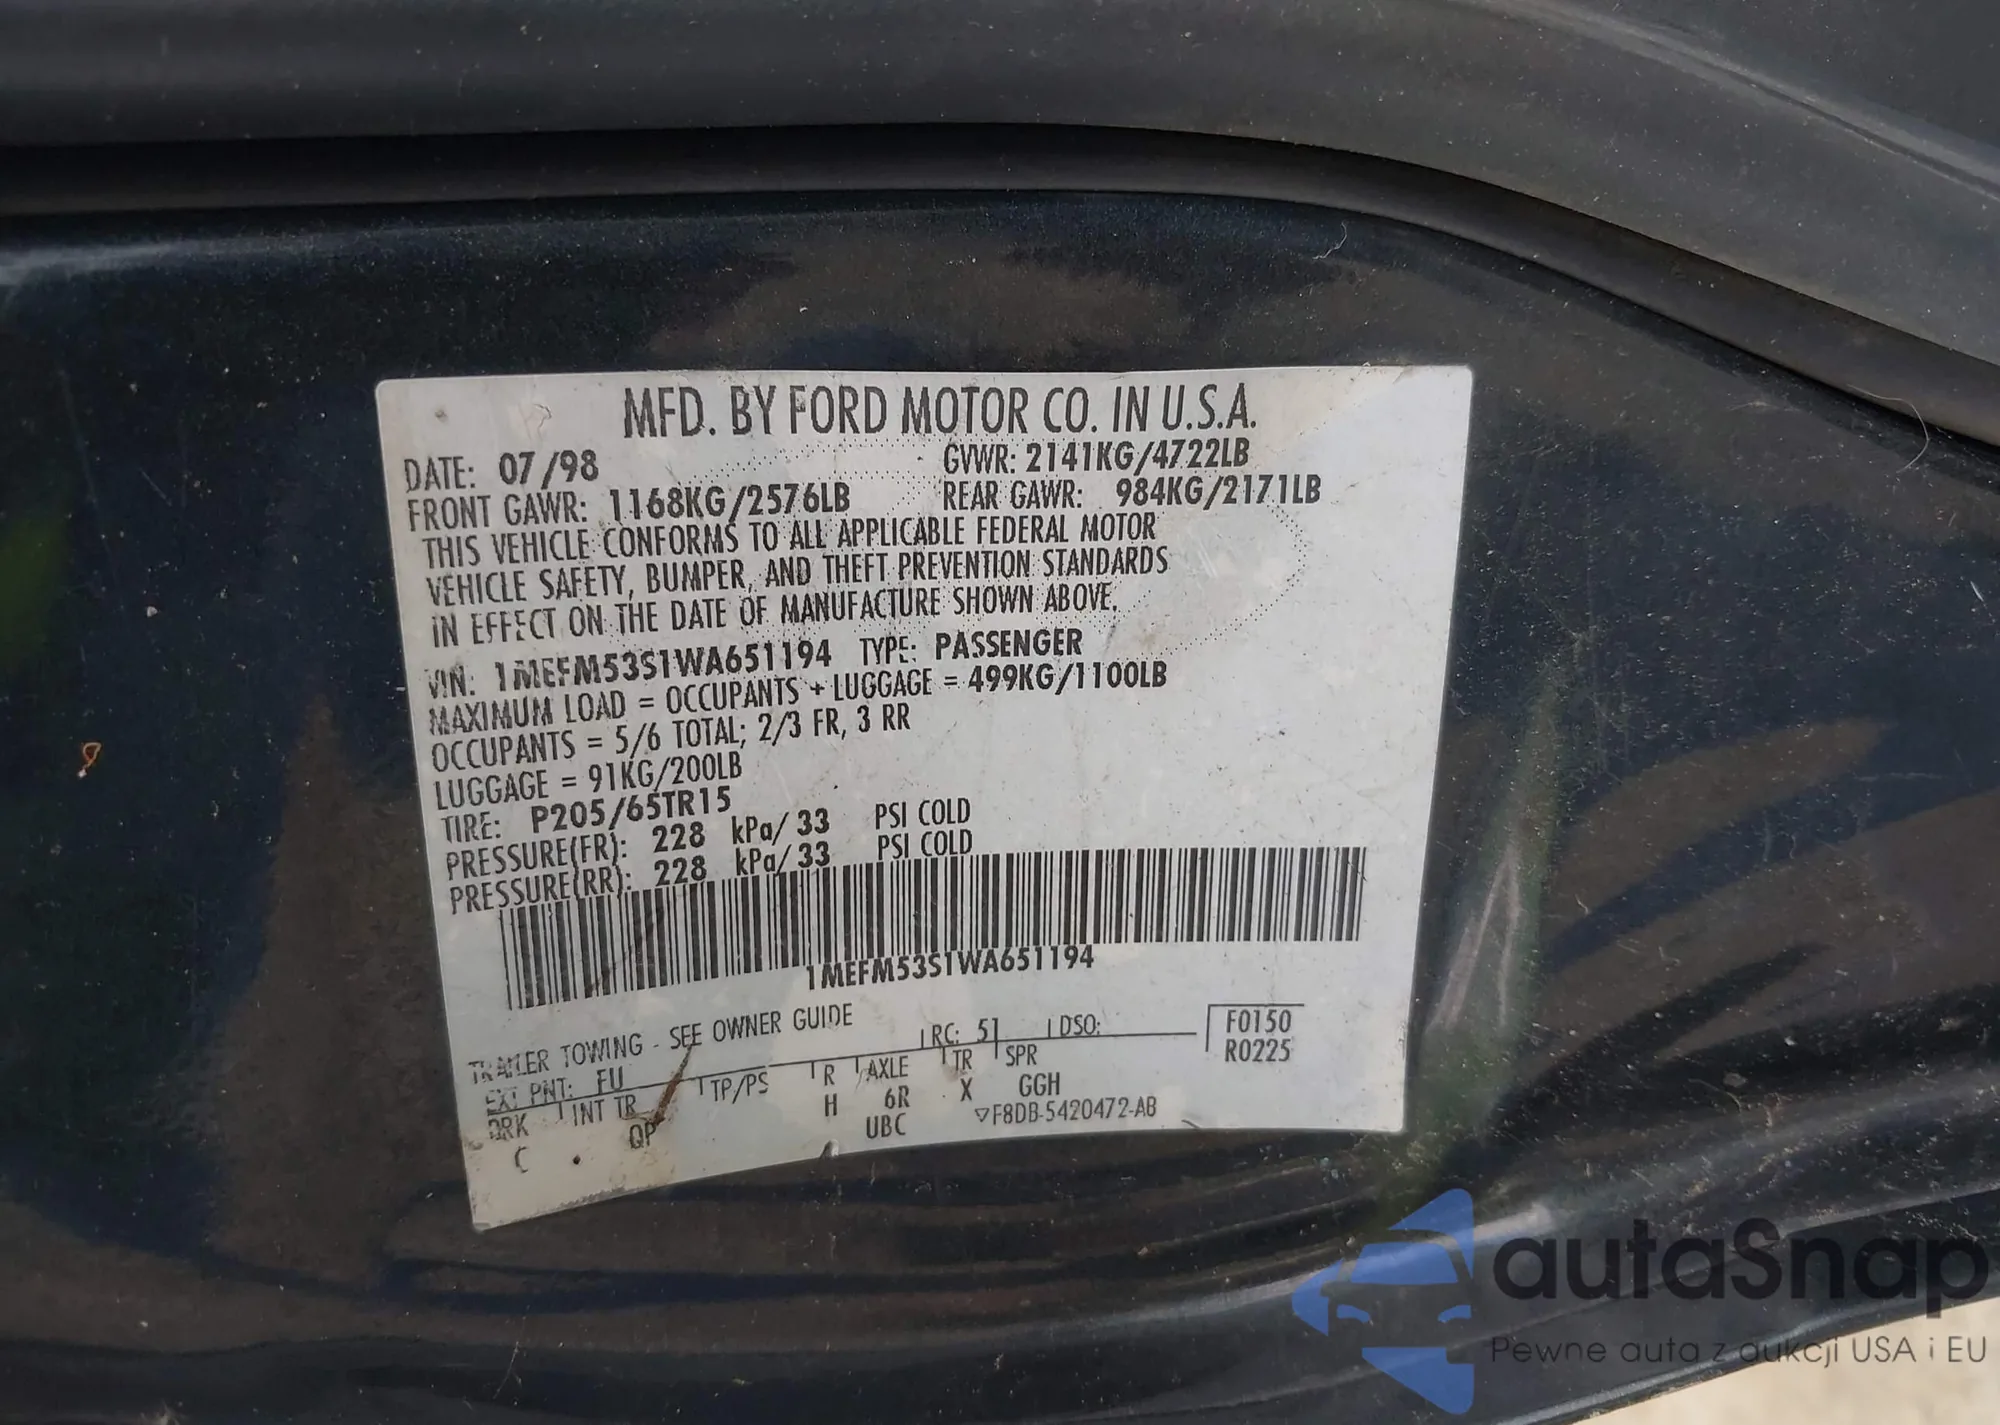 MFD. BY FORD MOTOR CO. IN U.S.A.
DATE: 07/98 GVWR: 2141KG/4722LB
FRONT GAWR: 1168KG/2576LB REAR GAWR: 984KG/2171LB
THIS VEHICLE CONFORMS TO ALL APPLICABLE FEDERAL MOTOR
VEHICLE SAFETY, BUMPER, AND THEFT PREVENTION STANDARDS
IN EFFECT ON THE DATE OF MANUFACTURE SHOWN ABOVE.
VIN: 1MEFM53S1WA651194 TYPE: PASSENGER
MAXIMUM LOAD = OCCUPANTS + LUGGAGE = 499KG/1100LB
OCCUPANTS = 5/6 TOTAL; 2/3 FR, 3 RR
LUGGAGE = 91KG/200LB
TIRE: P205/65TR15
PRESSURE(FR): 228 kPa/ 33 PSI COLD
PRESSURE(RR): 228 kPa/ 33 PSI COLD
1MEFM53S1WA651194
TRAILER TOWING - SEE OWNER GUIDE
EXT PNT: FU RC: 51 DSO: F0150
BRK INT TR TP/PS R AXLE TR SPR R0225
C QP H 6R X GGH
UBC ▽F8DB-5420472-AB
autaSnap
Pewne auta z aukcji USA i EU